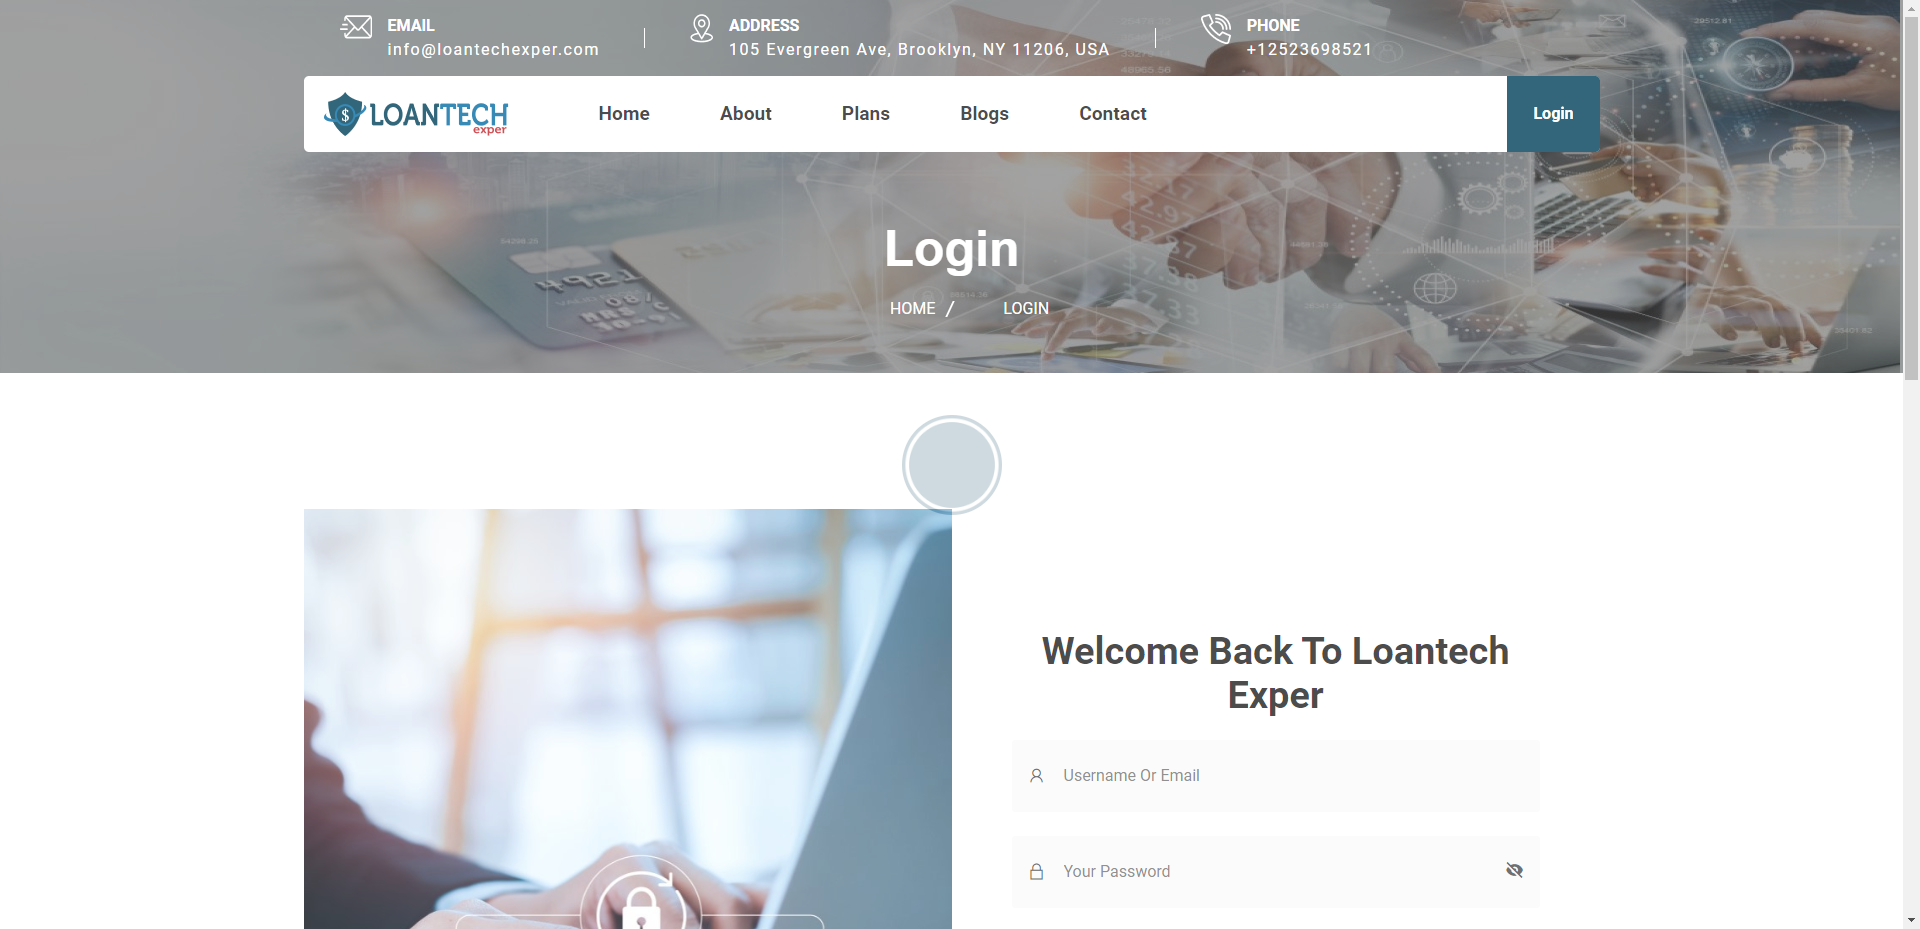 EMAIL
info@loantechexper.com
ADDRESS
105 Evergreen Ave, Brooklyn, NY 11206, USA
PHONE
+12523698521
LOANTECH
exper
Home
About
Plans
Blogs
Contact
Login
Login
HOME / LOGIN
Welcome Back To Loantech
Exper
Username Or Email
Your Password